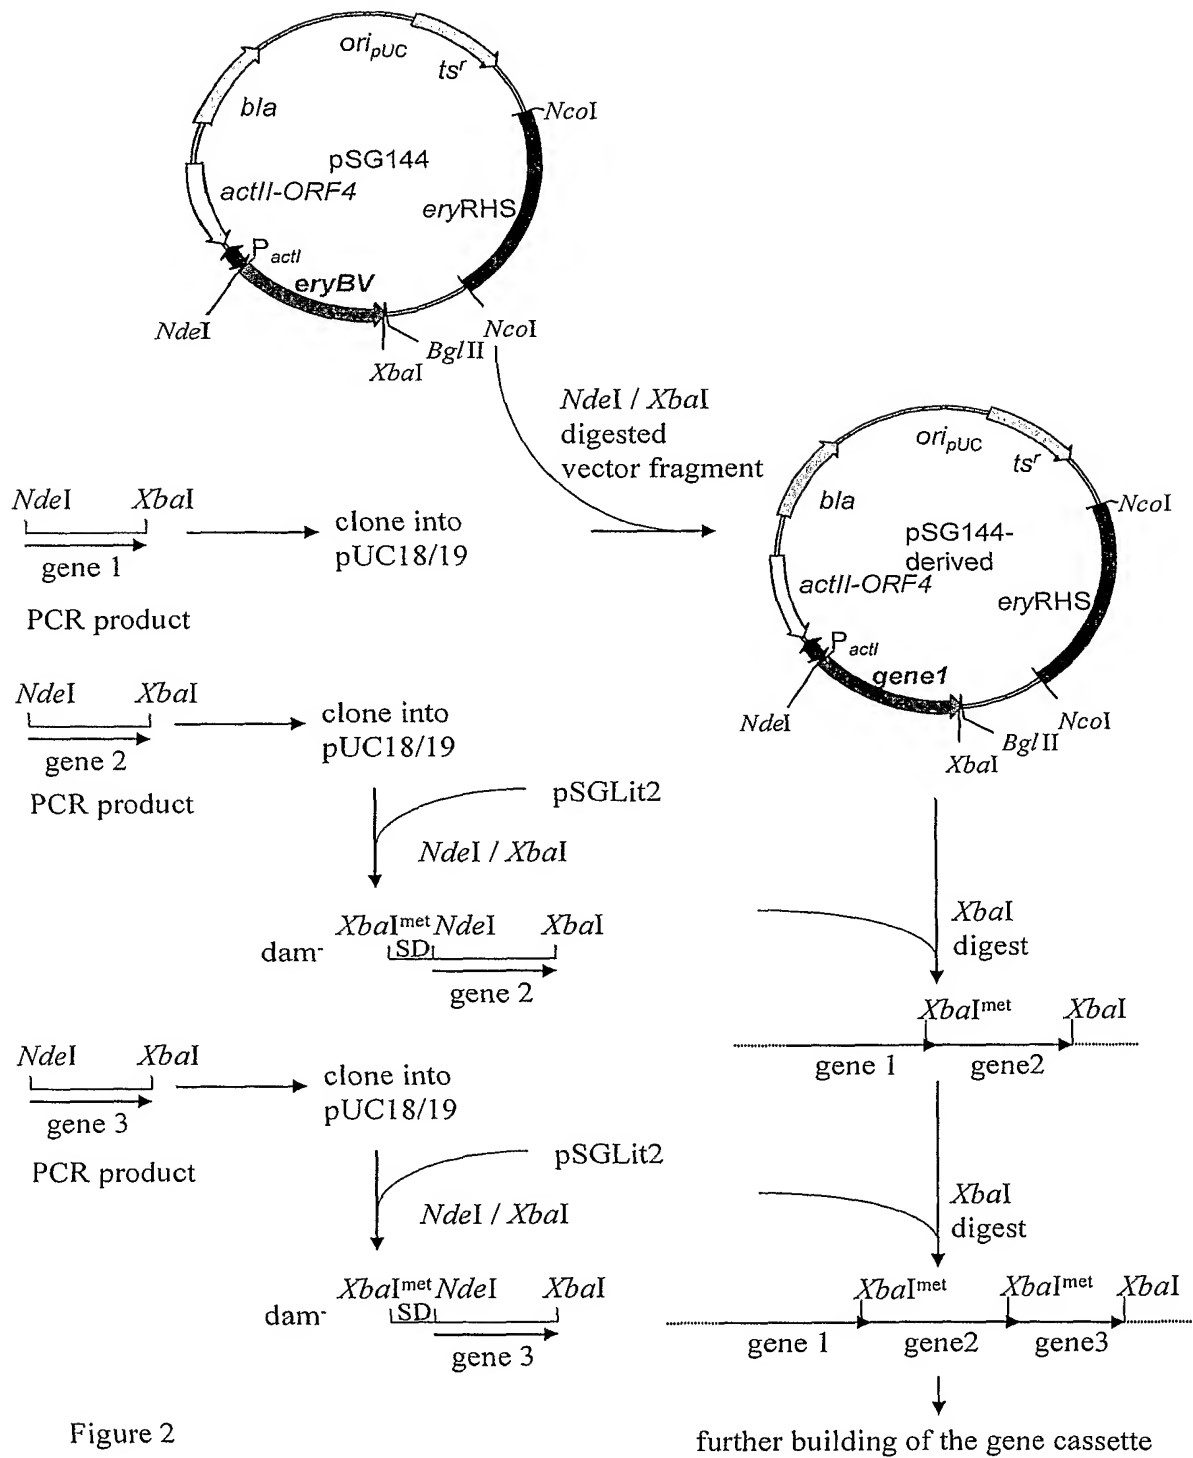 ori pUC
ts r
bla
NcoI
pSG144
actII-ORF4
eryRHS
P actI
eryBV
NdeI
NcoI
BglII
XbaI
NdeI / XbaI
digested
vector fragment
ori pUC
ts r
bla
NcoI
pSG144-
derived
actII-ORF4
eryRHS
P actI
gene1
NdeI
NcoI
BglII
XbaI
NdeI XbaI
gene 1
PCR product
clone into
pUC18/19
NdeI XbaI
gene 2
PCR product
clone into
pUC18/19
pSGLit2
NdeI / XbaI
XbaI met NdeI XbaI
dam-
SD
gene 2
XbaI
digest
XbaI met XbaI
gene 1 gene2
NdeI XbaI
gene 3
PCR product
clone into
pUC18/19
pSGLit2
NdeI / XbaI
XbaI met NdeI XbaI
dam-
SD
gene 3
XbaI
digest
XbaI met XbaI met XbaI
gene 1 gene2 gene3
further building of the gene cassette
Figure 2